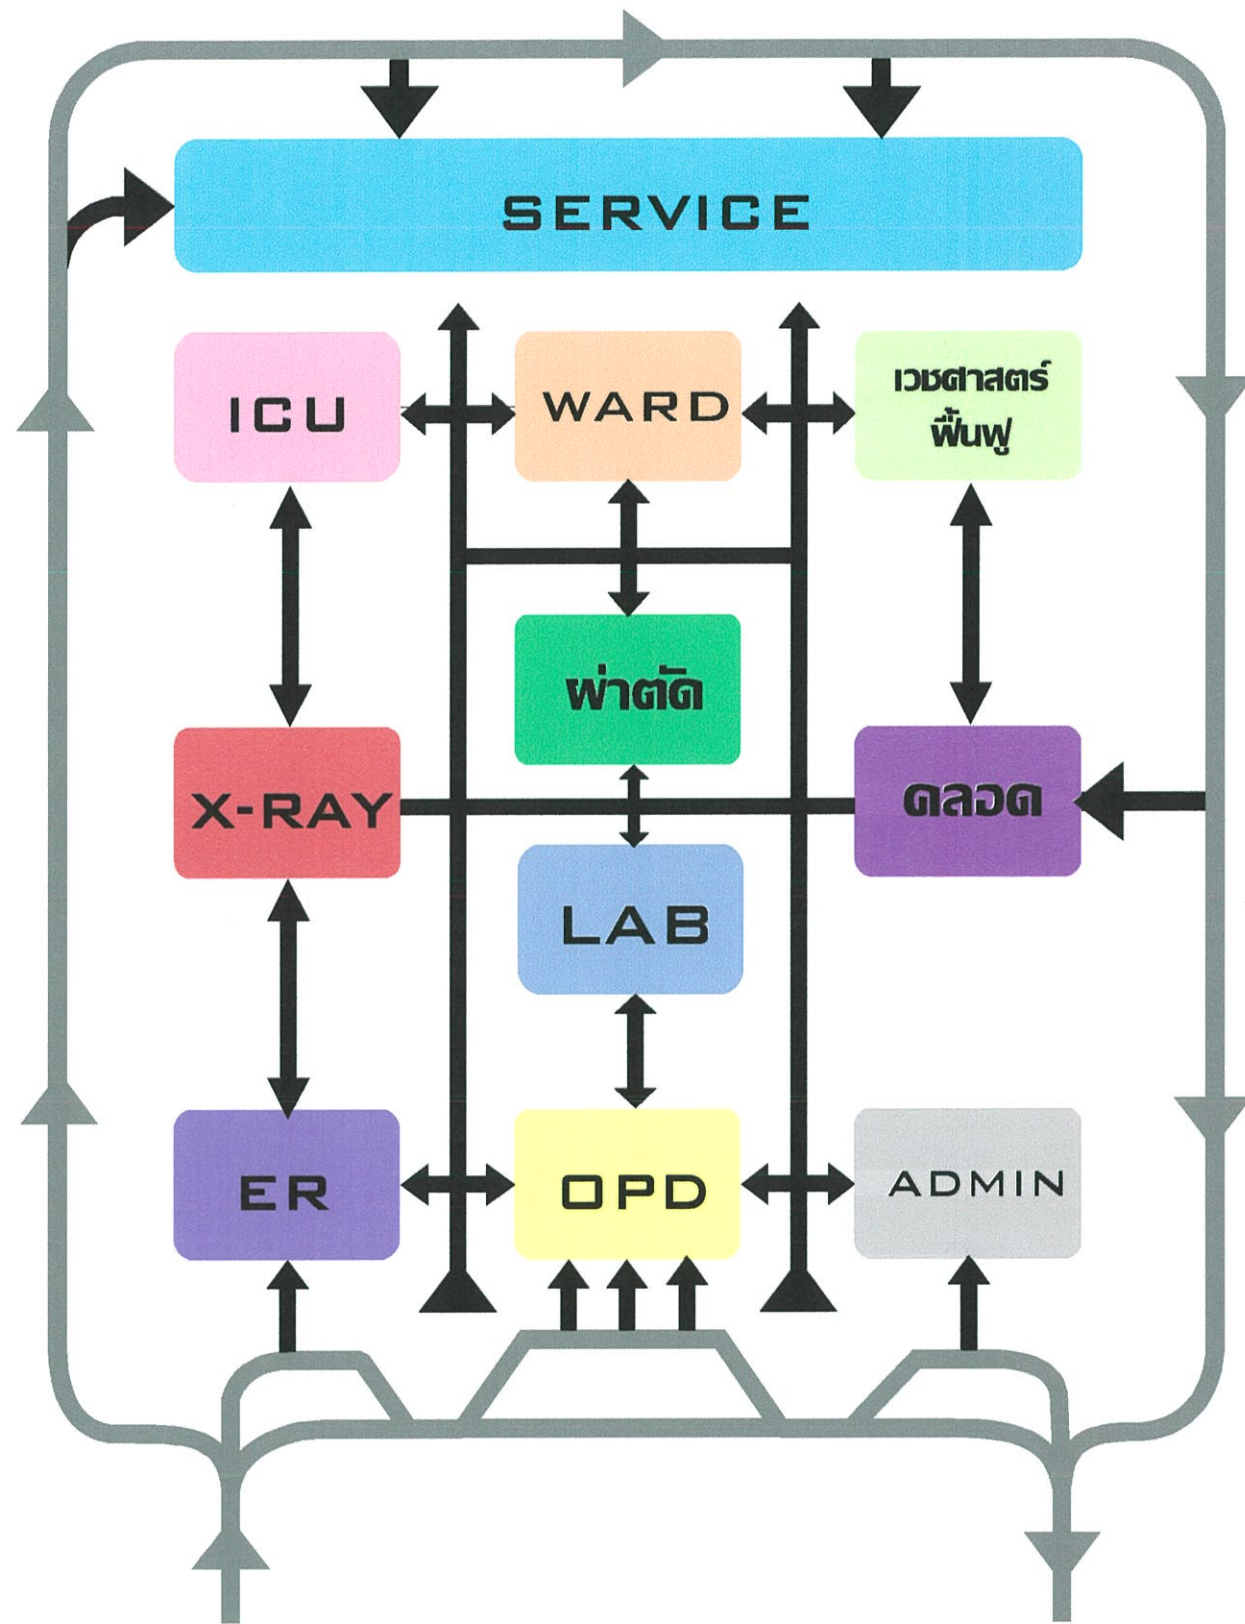 SERVICE
ICU
WARD
เวชศาสตร์
ฟื้นฟู
ผ่าตัด
X-RAY
คลอด
LAB
ER
OPD
ADMIN